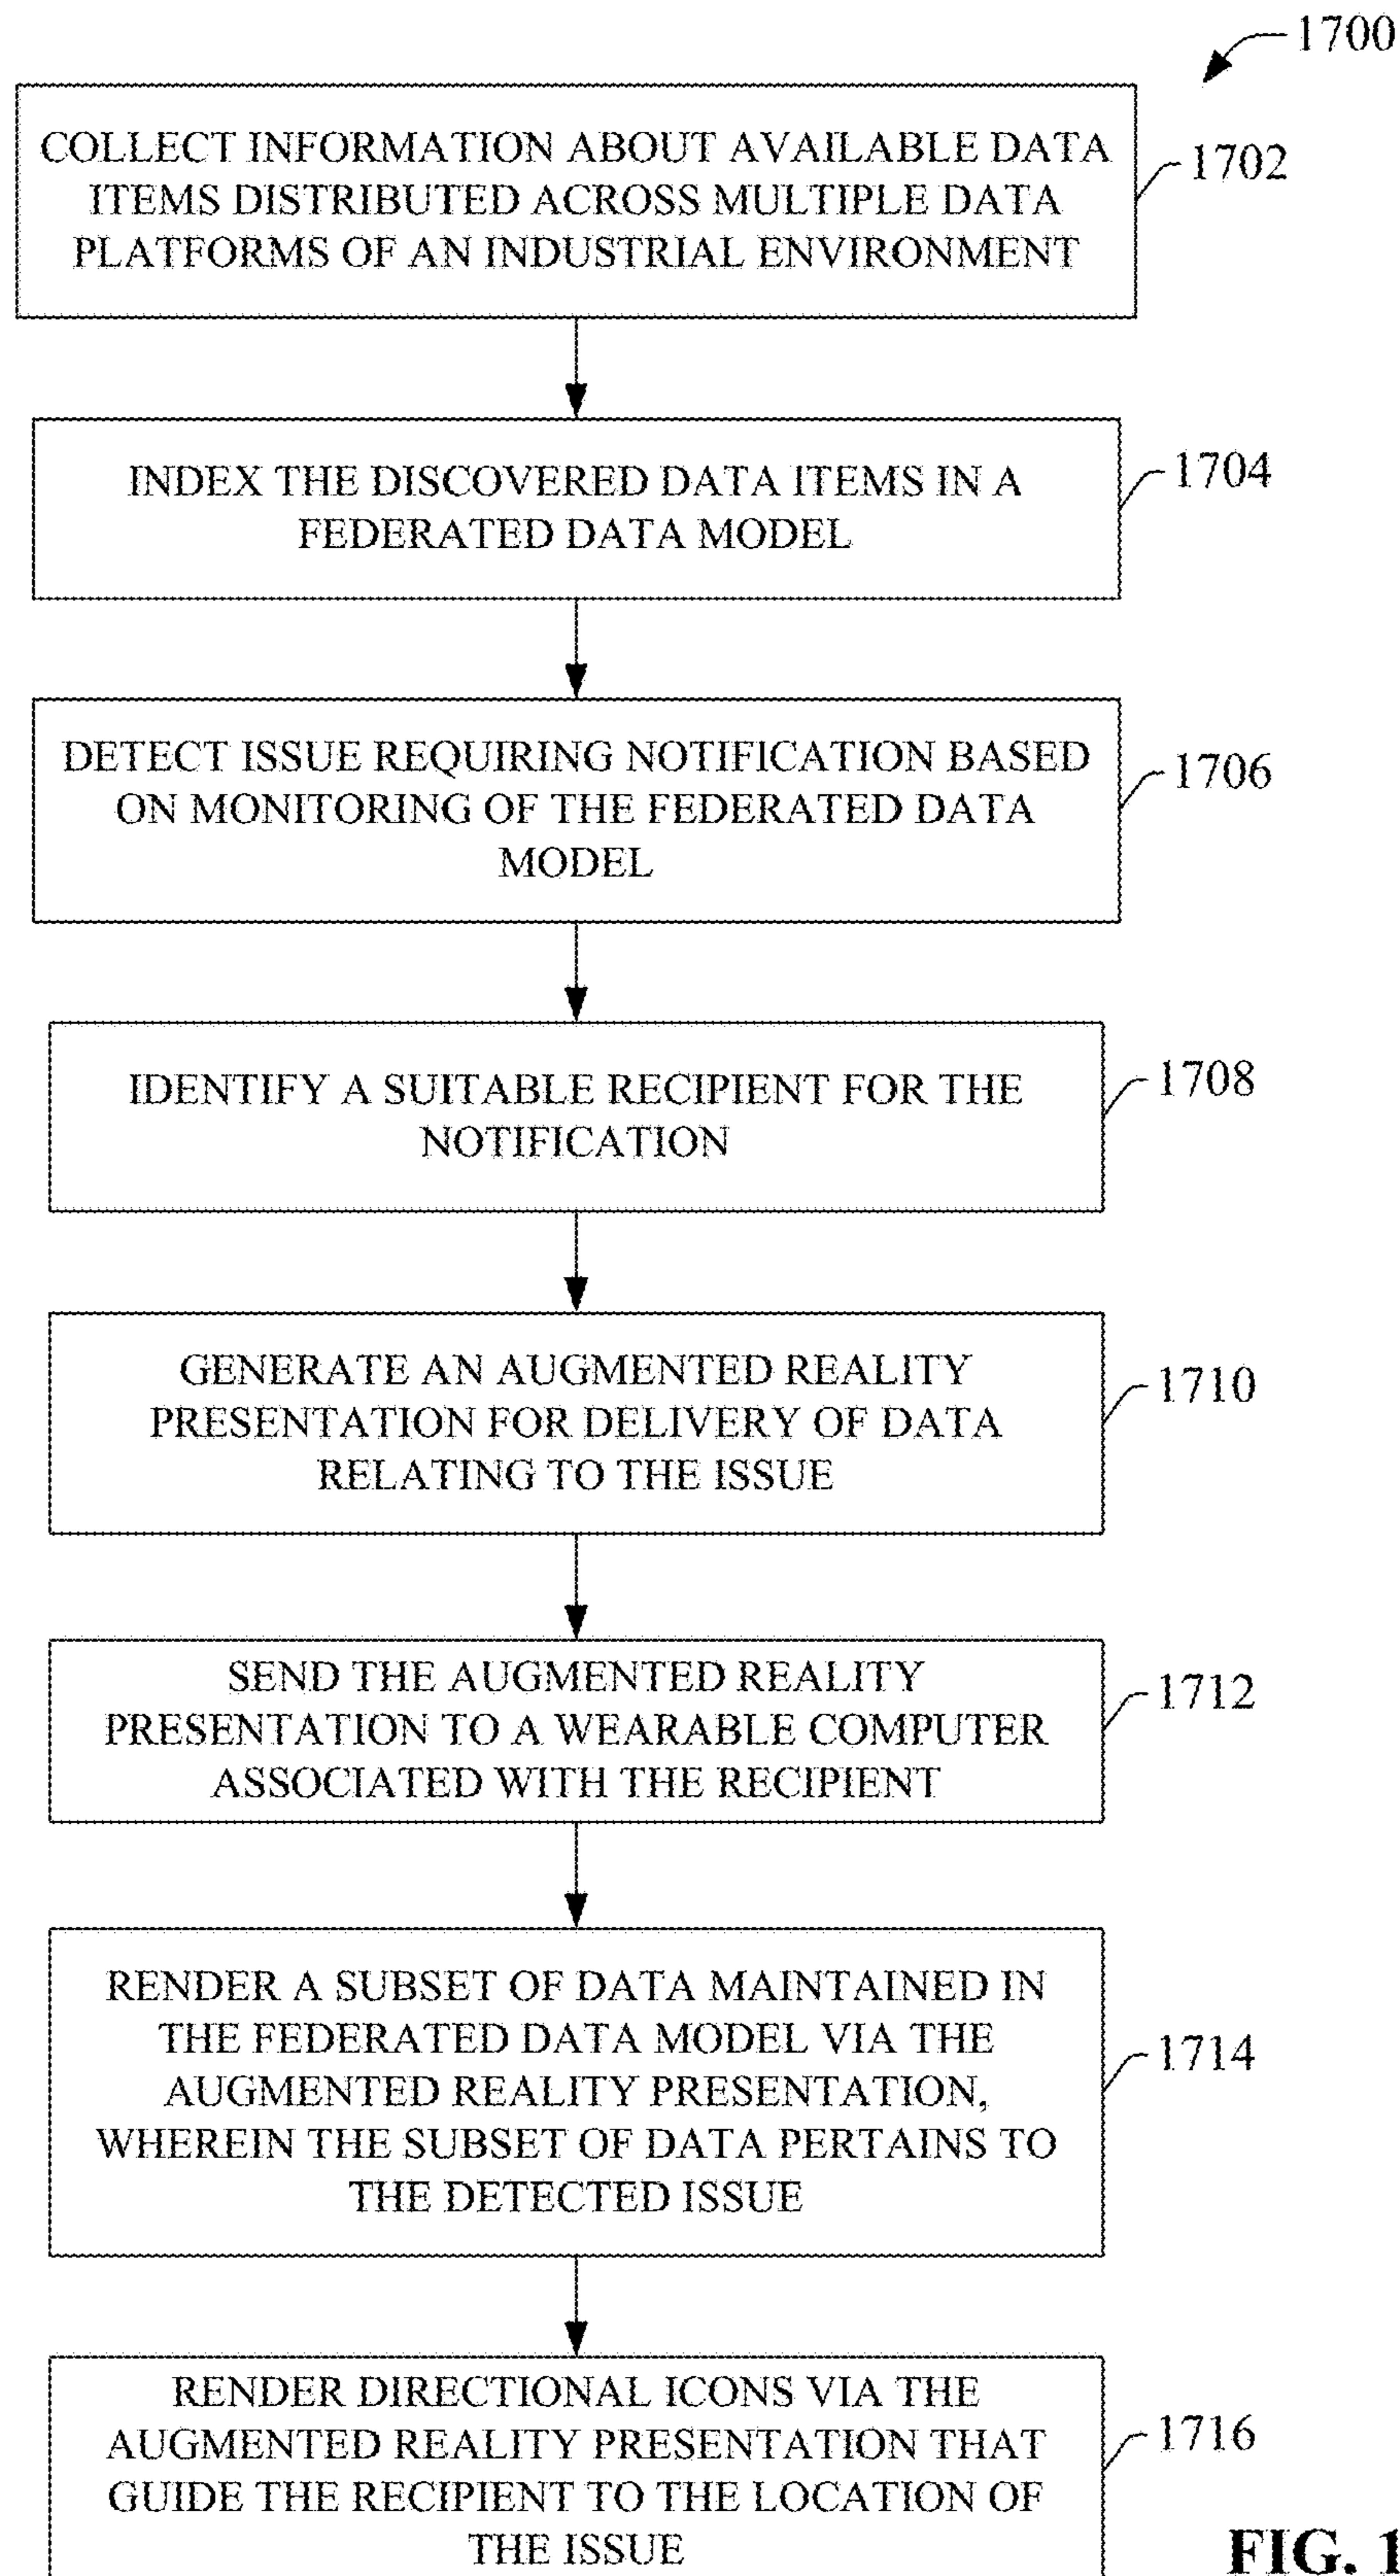 1700
COLLECT INFORMATION ABOUT AVAILABLE DATA
ITEMS DISTRIBUTED ACROSS MULTIPLE DATA
PLATFORMS OF AN INDUSTRIAL ENVIRONMENT
1702
INDEX THE DISCOVERED DATA ITEMS IN A
FEDERATED DATA MODEL
1704
DETECT ISSUE REQUIRING NOTIFICATION BASED
ON MONITORING OF THE FEDERATED DATA
MODEL
1706
IDENTIFY A SUITABLE RECIPIENT FOR THE
NOTIFICATION
1708
GENERATE AN AUGMENTED REALITY
PRESENTATION FOR DELIVERY OF DATA
RELATING TO THE ISSUE
1710
SEND THE AUGMENTED REALITY
PRESENTATION TO A WEARABLE COMPUTER
ASSOCIATED WITH THE RECIPIENT
1712
RENDER A SUBSET OF DATA MAINTAINED IN
THE FEDERATED DATA MODEL VIA THE
AUGMENTED REALITY PRESENTATION,
WHEREIN THE SUBSET OF DATA PERTAINS TO
THE DETECTED ISSUE
1714
RENDER DIRECTIONAL ICONS VIA THE
AUGMENTED REALITY PRESENTATION THAT
GUIDE THE RECIPIENT TO THE LOCATION OF
THE ISSUE
1716
FIG. 1